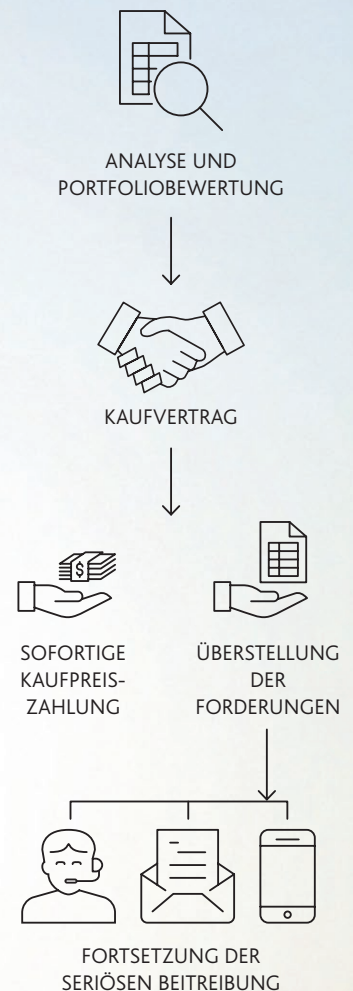 ANALYSE UND
PORTFOLIOBEWERTUNG
KAUFVERTRAG
$
SOFORTIGE
KAUFPREIS-
ZAHLUNG
ÜBERSTELLUNG
DER
FORDERUNGEN
FORTSETZUNG DER
SERIÖSEN BEITREIBUNG